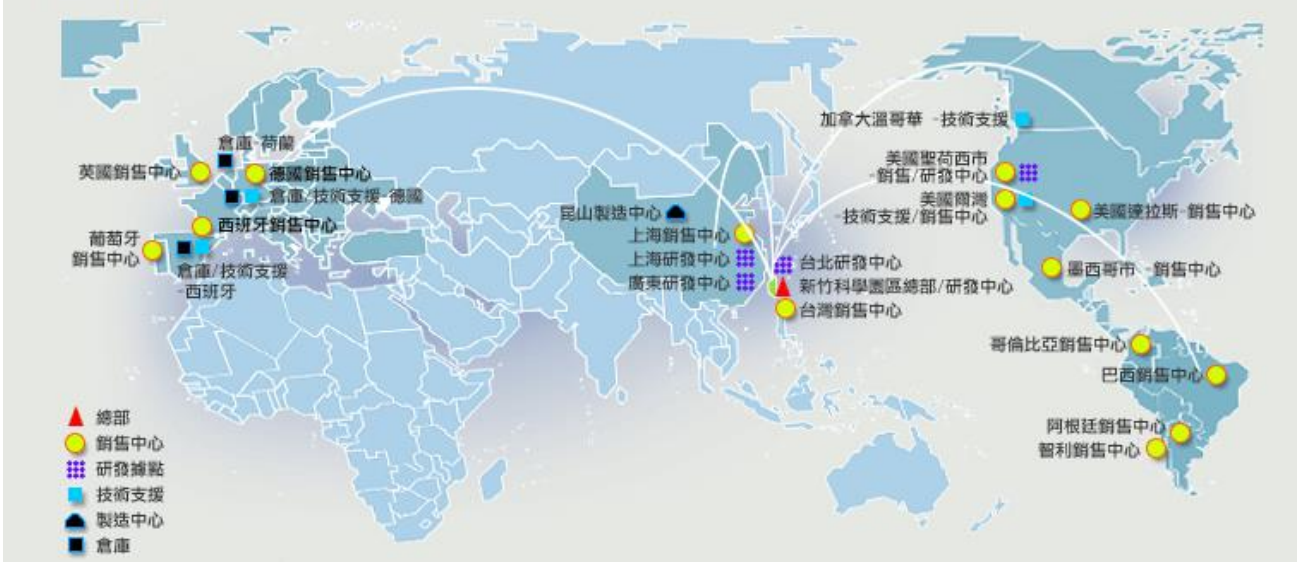 倉庫-荷蘭
英國銷售中心
德國銷售中心
倉庫/技術支援-德國
西班牙銷售中心
葡萄牙
銷售中心
倉庫/技術支援
-西班牙
昆山製造中心
上海銷售中心
上海研發中心
廣東研發中心
台北研發中心
新竹科學園區總部/研發中心
台灣銷售中心
加拿大溫哥華 -技術支援
美國聖荷西市
-銷售/研發中心
美國爾灣
-技術支援/銷售中心
美國達拉斯-銷售中心
墨西哥市 -銷售中心
哥倫比亞銷售中心
巴西銷售中心
阿根廷銷售中心
智利銷售中心
總部
銷售中心
研發據點
技術支援
製造中心
倉庫